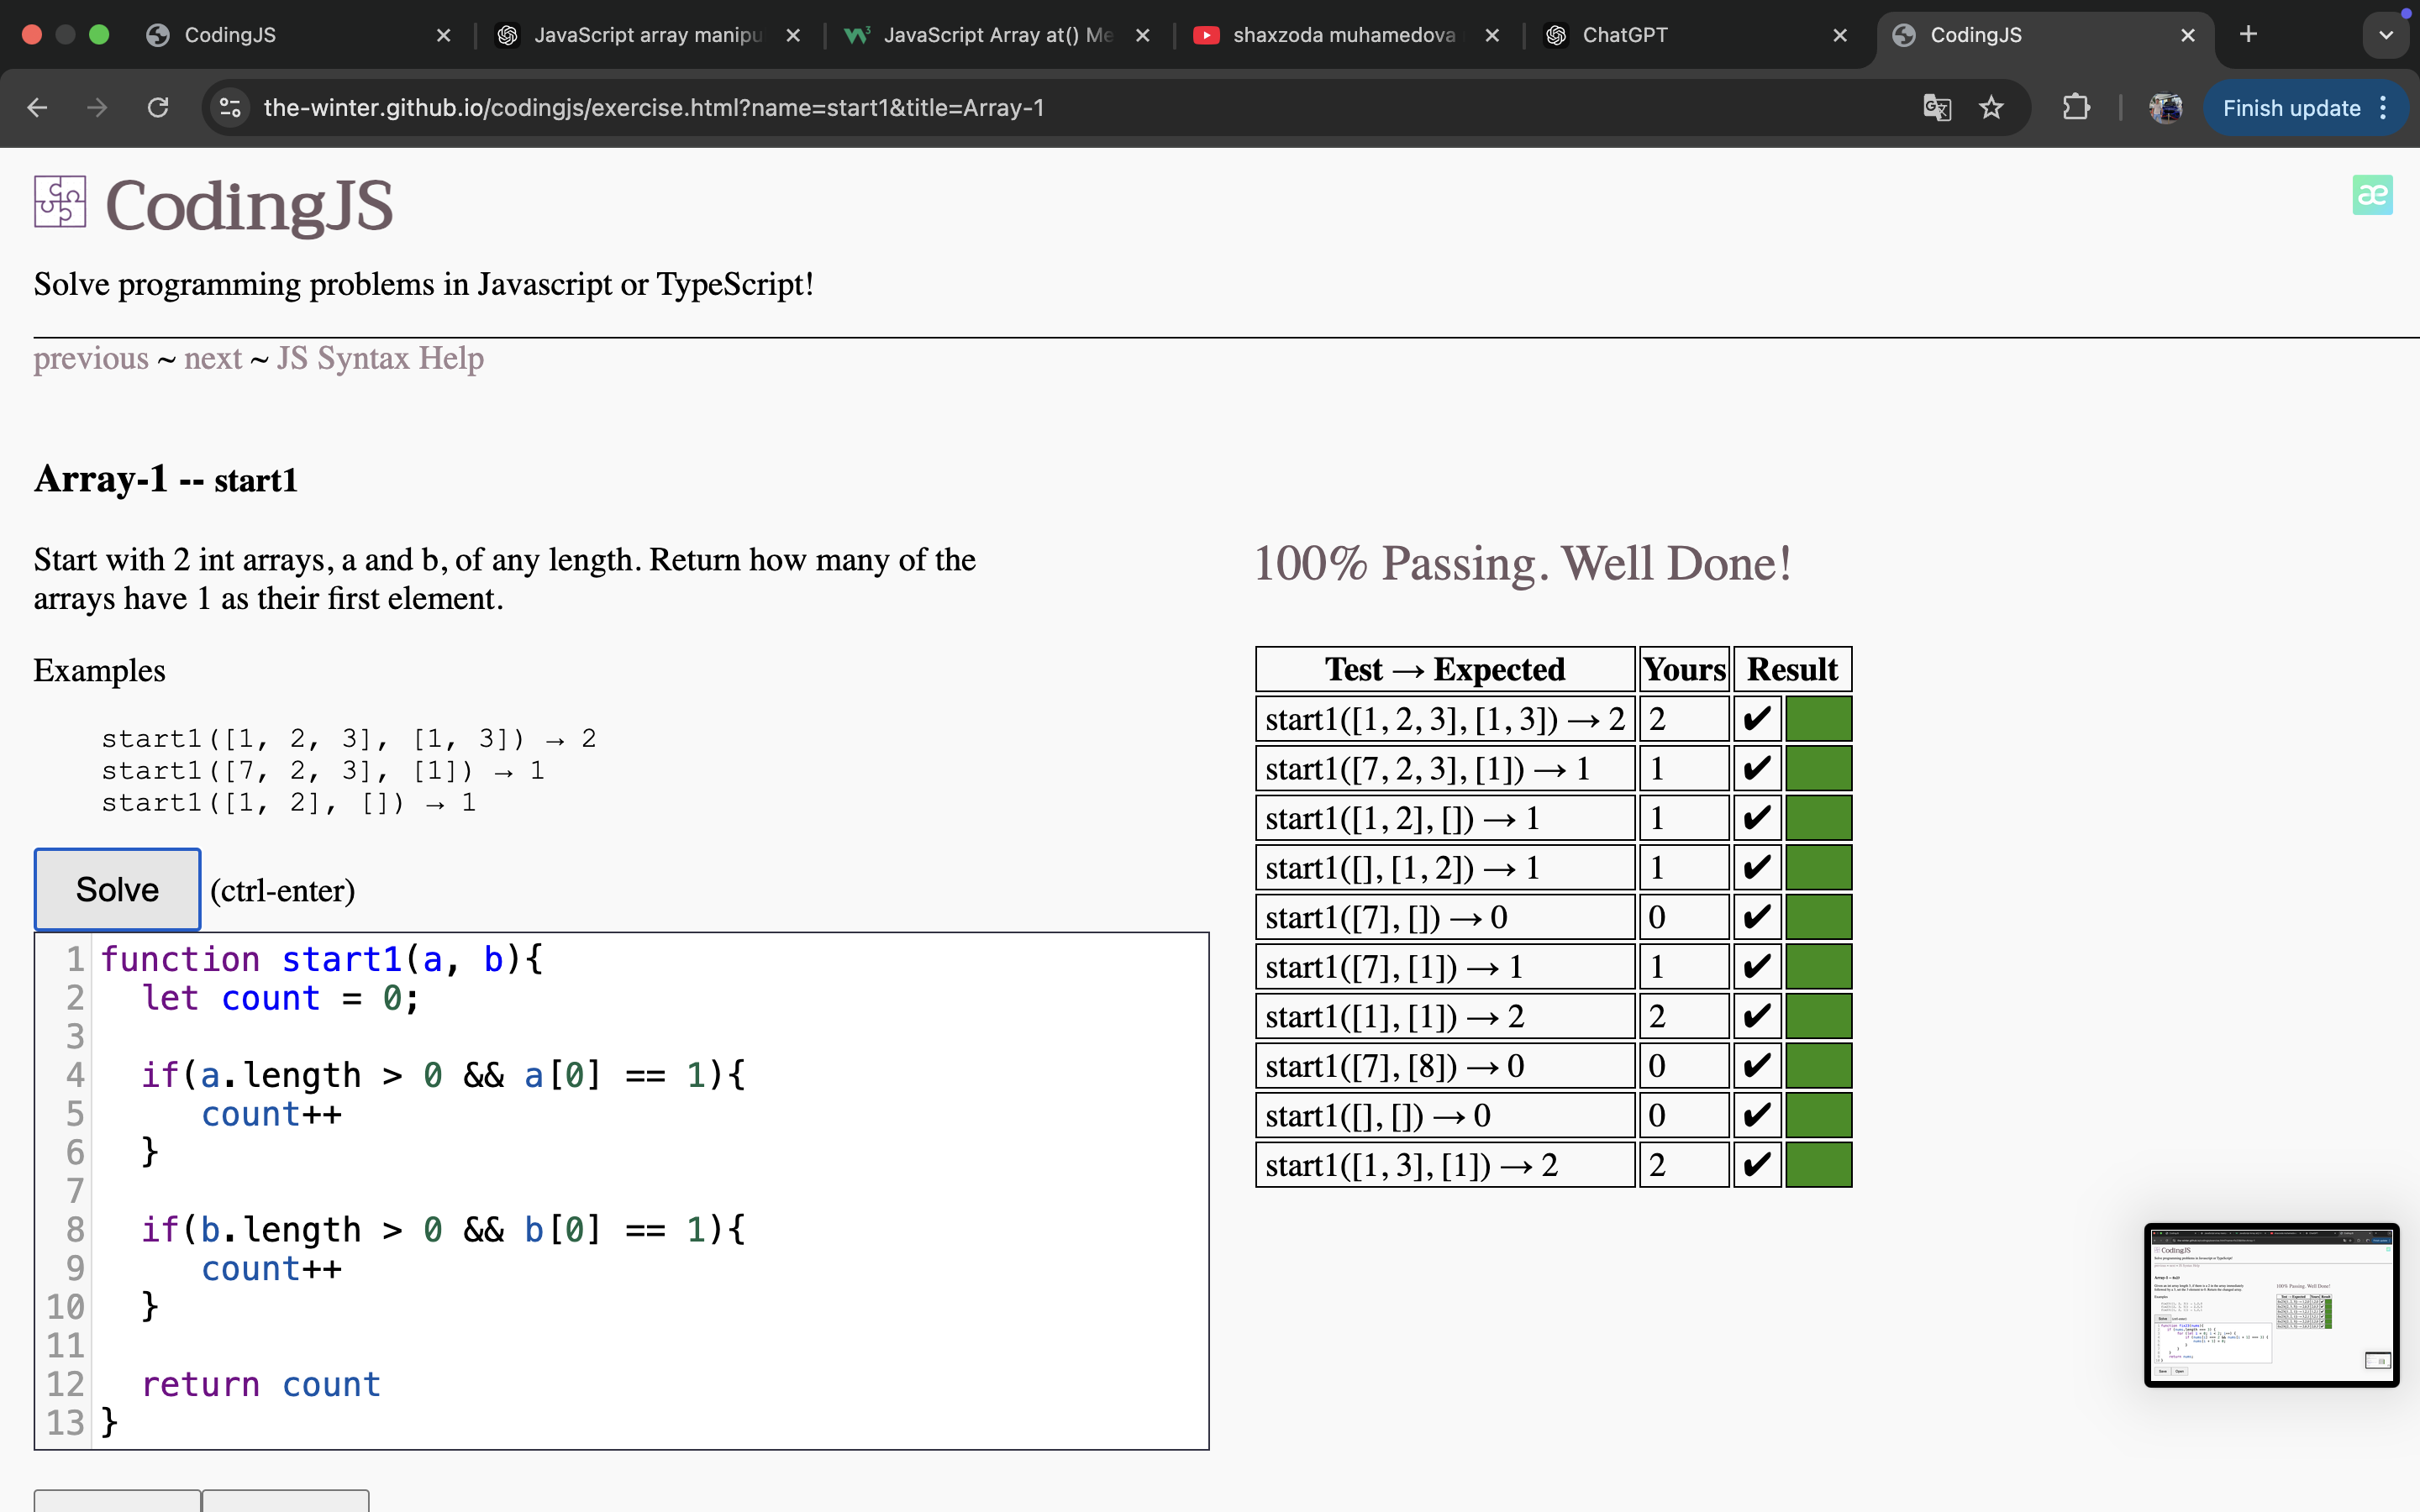 CodingJS
JavaScript array manipu
JavaScript Array at() Me
shaxzoda muhamedova
ChatGPT
CodingJS
the-winter.github.io/codingjs/exercise.html?name=start1&title=Array-1
Finish update
CodingJS
æ
Solve programming problems in Javascript or TypeScript!
previous ~ next ~ JS Syntax Help
Array-1 -- start1
Start with 2 int arrays, a and b, of any length. Return how many of the
arrays have 1 as their first element.
Examples
start1([1, 2, 3], [1, 3]) → 2
start1([7, 2, 3], [1]) → 1
start1([1, 2], []) → 1
Solve (ctrl-enter)
1 function start1(a, b){
2 let count = 0;
3
4 if(a.length > 0 && a[0] == 1){
5 count++
6 }
7
8 if(b.length > 0 && b[0] == 1){
9 count++
10 }
11
12 return count
13 }
100% Passing. Well Done!
Test → Expected Yours Result
start1([1, 2, 3], [1, 3]) → 2 2 ✔
start1([7, 2, 3], [1]) → 1 1 ✔
start1([1, 2], []) → 1 1 ✔
start1([], [1, 2]) → 1 1 ✔
start1([7], []) → 0 0 ✔
start1([7], [1]) → 1 1 ✔
start1([1], [1]) → 2 2 ✔
start1([7], [8]) → 0 0 ✔
start1([], []) → 0 0 ✔
start1([1, 3], [1]) → 2 2 ✔
CodingJS
100% Passing. Well Done!